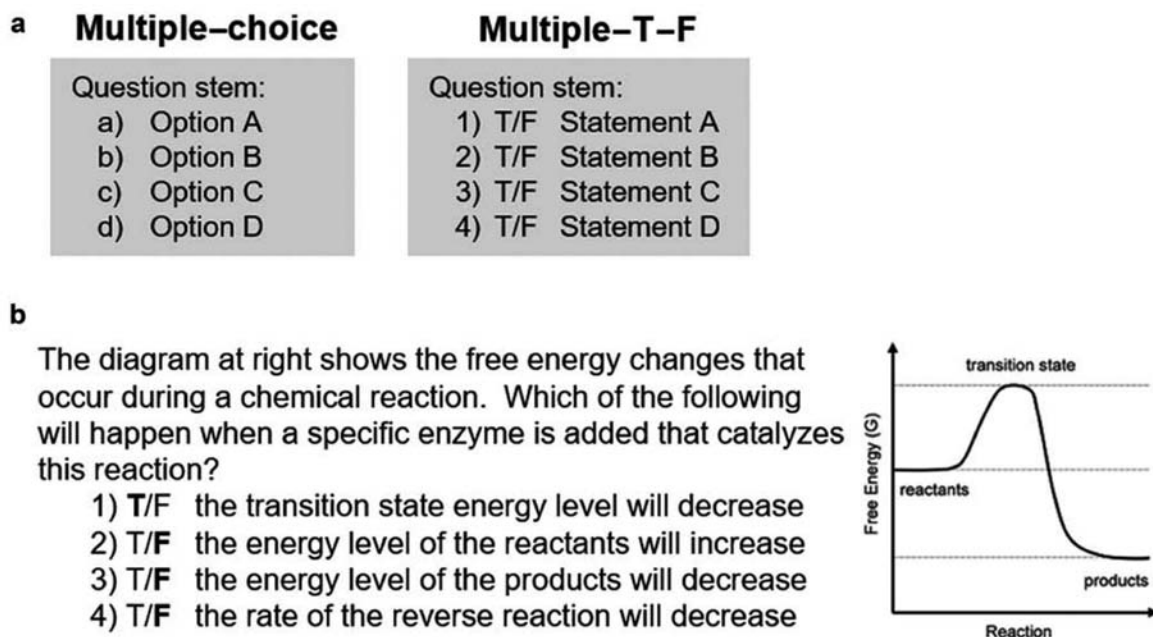 a
Multiple–choice
Question stem:
a) Option A
b) Option B
c) Option C
d) Option D
Multiple–T–F
Question stem:
1) T/F Statement A
2) T/F Statement B
3) T/F Statement C
4) T/F Statement D
b
The diagram at right shows the free energy changes that
occur during a chemical reaction. Which of the following
will happen when a specific enzyme is added that catalyzes
this reaction?
1) T/F the transition state energy level will decrease
2) T/F the energy level of the reactants will increase
3) T/F the energy level of the products will decrease
4) T/F the rate of the reverse reaction will decrease
transition state
Free Energy (G)
reactants
products
Reaction